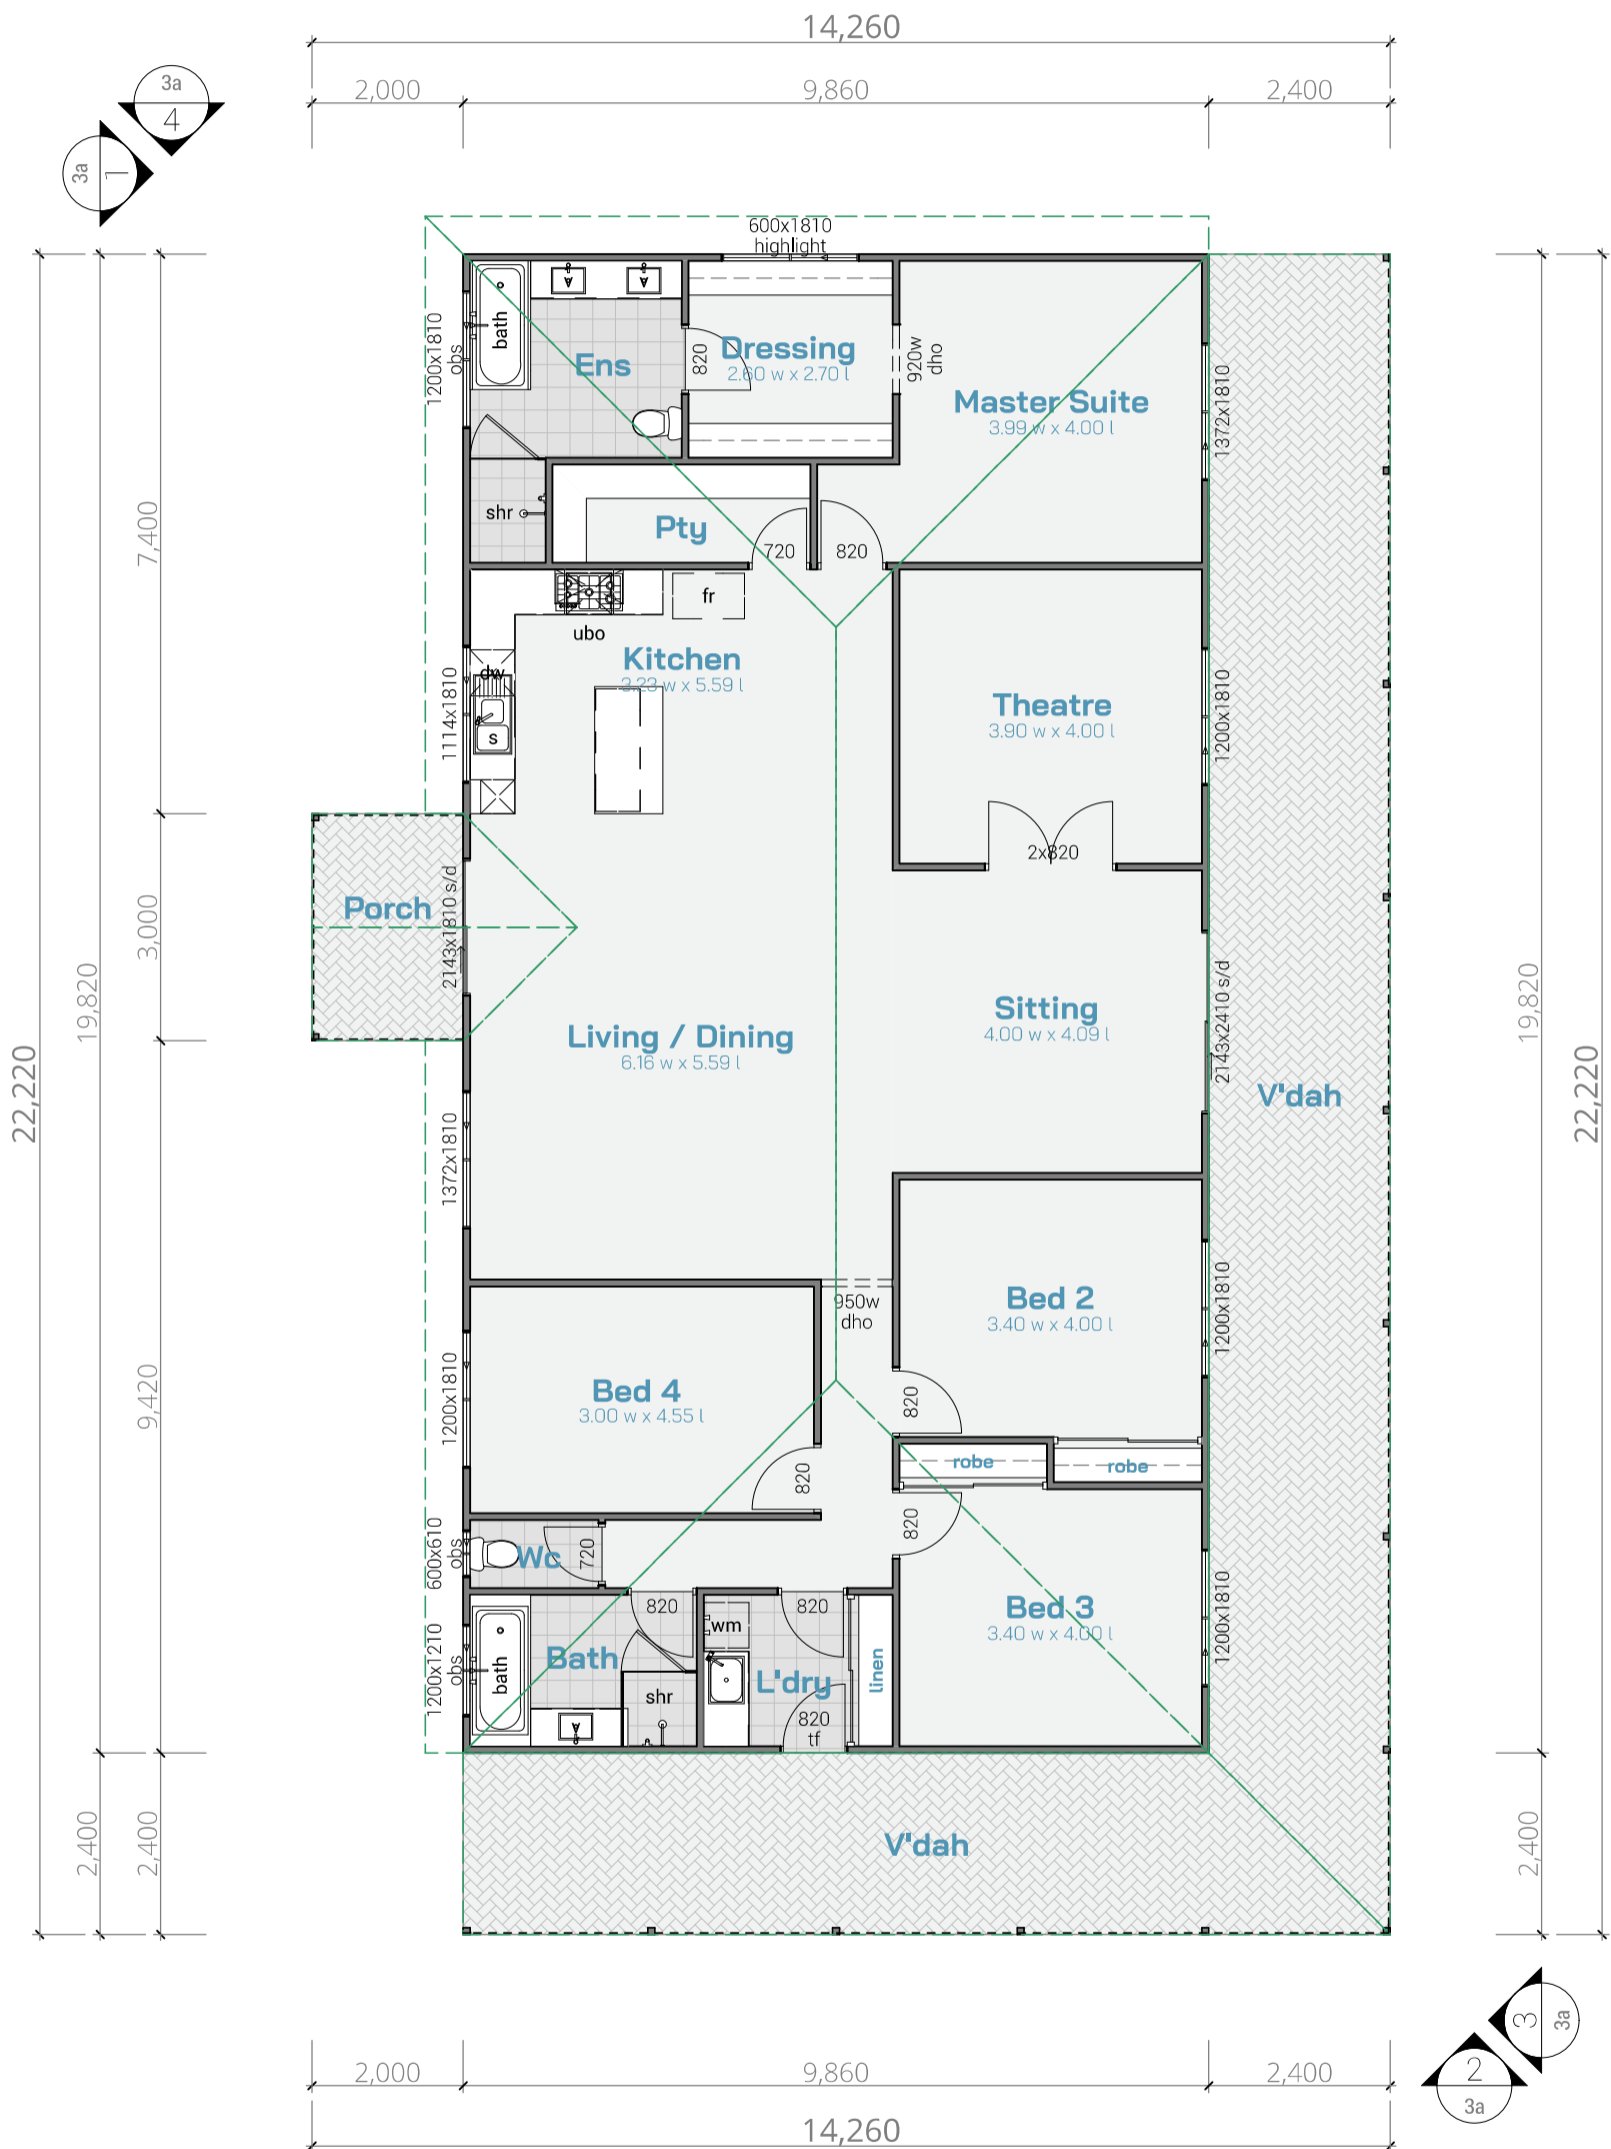 14,260
2,000
9,860
2,400
3a
4
3a
1
600x1810
highlight
1200x1810
obs
bath
Ens
820
Dressing
2.60 w x 2.70 l
920w
dho
Master Suite
3.99 w x 4.00 l
1372x1810
shr
Pty
720
820
7,400
fr
ubo
Kitchen
3.23 w x 5.59 l
dw
s
1114x1810
Theatre
3.90 w x 4.00 l
1200x1810
2x820
Porch
2143x1810 s/d
3,000
19,820
22,220
Living / Dining
6.16 w x 5.59 l
Sitting
4.00 w x 4.09 l
2143x2410 s/d
V'dah
19,820
22,220
1372x1810
950w
dho
Bed 2
3.40 w x 4.00 l
1200x1810
9,420
Bed 4
3.00 w x 4.55 l
1200x1810
820
820
robe
robe
600x610
obs
Wc
720
820
820
820
wm
Bed 3
3.40 w x 4.00 l
1200x1810
1200x1210
obs
bath
Bath
shr
L'dry
linen
820
tf
2,400
2,400
V'dah
2,400
3
3a
2
3a
2,000
9,860
2,400
14,260